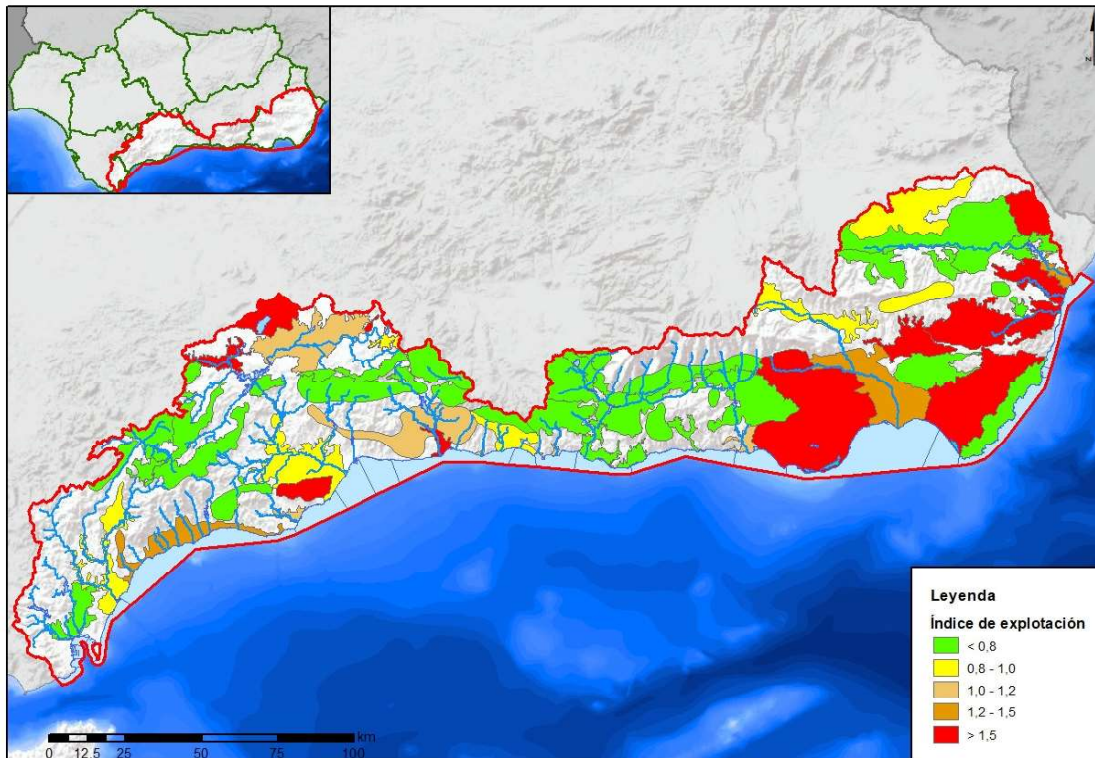 N
Leyenda
Índice de explotación
< 0,8
0,8 - 1,0
1,0 - 1,2
1,2 - 1,5
> 1,5
km
0 12,5 25 50 75 100